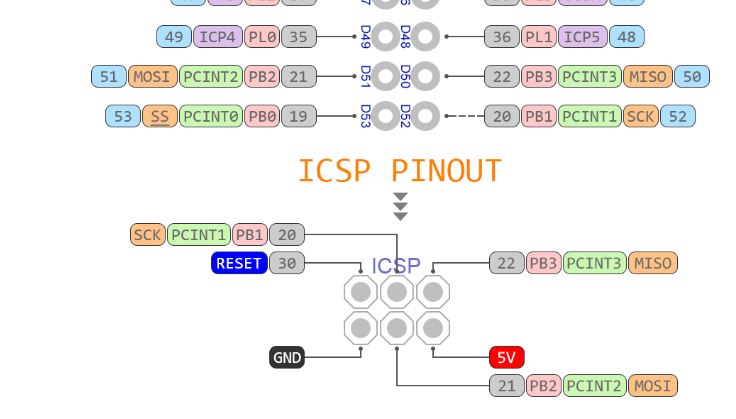 49 ICP4 PL0 35 D49 D48 36 PL1 ICP5 48
51 MOSI PCINT2 PB2 21 D51 D50 22 PB3 PCINT3 MISO 50
53 SS PCINT0 PB0 19 D53 D52 20 PB1 PCINT1 SCK 52
ICSP PINOUT
SCK PCINT1 PB1 20
RESET 30 ICSP 22 PB3 PCINT3 MISO
GND 5V
21 PB2 PCINT2 MOSI